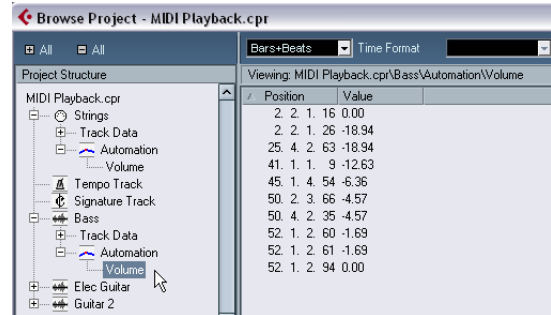 Browse Project - MIDI Playback.cpr
All All Bars+Beats Time Format
Project Structure
MIDI Playback.cpr
Strings
Track Data
Automation
Volume
Tempo Track
Signature Track
Bass
Track Data
Automation
Volume
Elec Guitar
Guitar 2
Viewing: MIDI Playback.cpr\Bass\Automation\Volume
Position Value
2. 2. 1. 16 0.00
2. 2. 1. 26 -18.94
25. 4. 2. 63 -18.94
41. 1. 1. 9 -12.63
45. 1. 4. 54 -6.36
50. 2. 3. 66 -4.57
50. 4. 2. 35 -4.57
52. 1. 2. 60 -1.69
52. 1. 2. 61 -1.69
52. 1. 2. 94 0.00